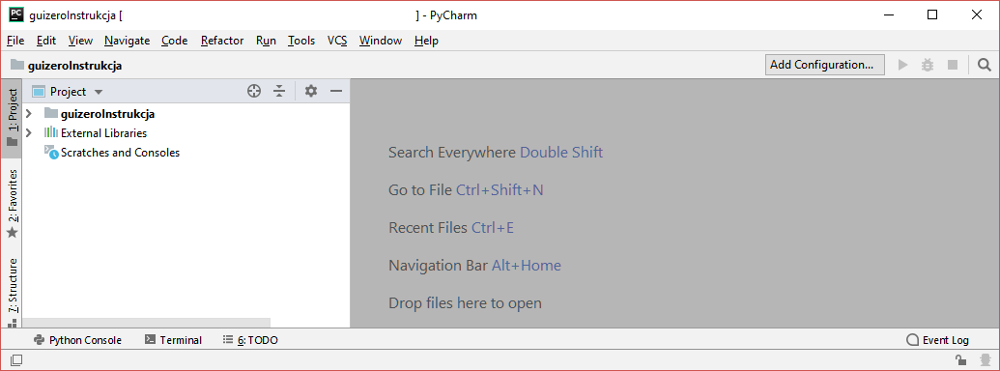 PC guizeroInstrukcja [ ] - PyCharm
File Edit View Navigate Code Refactor Run Tools VCS Window Help
guizeroInstrukcja Add Configuration...
1: Project
Project
guizeroInstrukcja
External Libraries
Scratches and Consoles
2: Favorites
7: Structure
Search Everywhere Double Shift
Go to File Ctrl+Shift+N
Recent Files Ctrl+E
Navigation Bar Alt+Home
Drop files here to open
Python Console Terminal 6: TODO Event Log